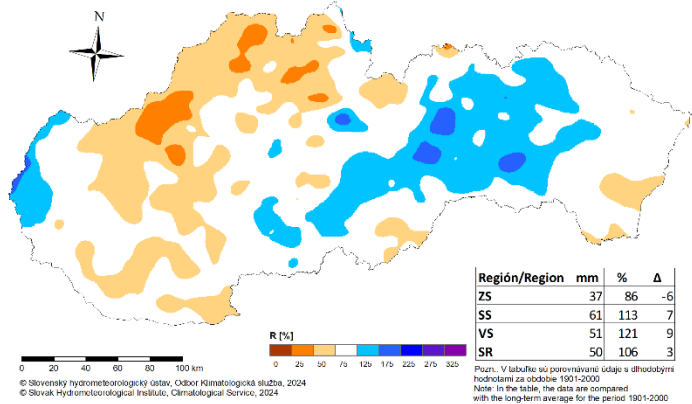 N
Región/Region mm % Δ
ZS 37 86 -6
SS 61 113 7
VS 51 121 9
SR 50 106 3
R [%]
0 25 50 75 125 175 225 275 325
0 20 40 60 80 100 km
Pozn.: V tabuľke sú porovnávané údaje s dlhodobými
hodnotami za obdobie 1901-2000
Note: In the table, the data are compared
with the long-term average for the period 1901-2000
© Slovenský hydrometeorologický ústav, Odbor Klimatologická služba, 2024
© Slovak Hydrometeorological Institute, Climatological Service, 2024